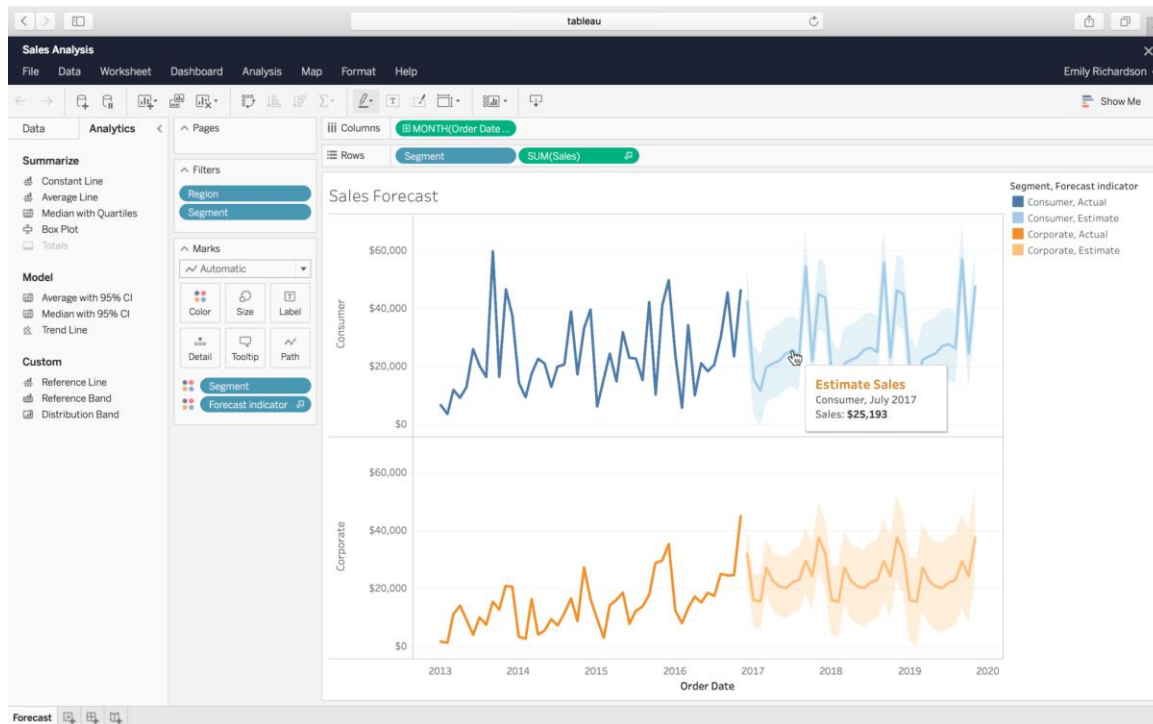 tableau
Sales Analysis
File Data Worksheet Dashboard Analysis Map Format Help
Emily Richardson
Show Me
Data Analytics
Summarize
Constant Line
Average Line
Median with Quartiles
Box Plot
Totals
Model
Average with 95% CI
Median with 95% CI
Trend Line
Custom
Reference Line
Reference Band
Distribution Band
Pages
Filters
Region
Segment
Marks
Automatic
Color Size Label
Detail Tooltip Path
Segment
Forecast indicator
Columns MONTH(Order Date...
Rows Segment SUM(Sales)
Sales Forecast
Consumer
$60,000
$40,000
$20,000
$0
Estimate Sales
Consumer, July 2017
Sales: $25,193
Corporate
$60,000
$40,000
$20,000
$0
2013 2014 2015 2016 2017 2018 2019 2020
Order Date
Segment, Forecast indicator
Consumer, Actual
Consumer, Estimate
Corporate, Actual
Corporate, Estimate
Forecast